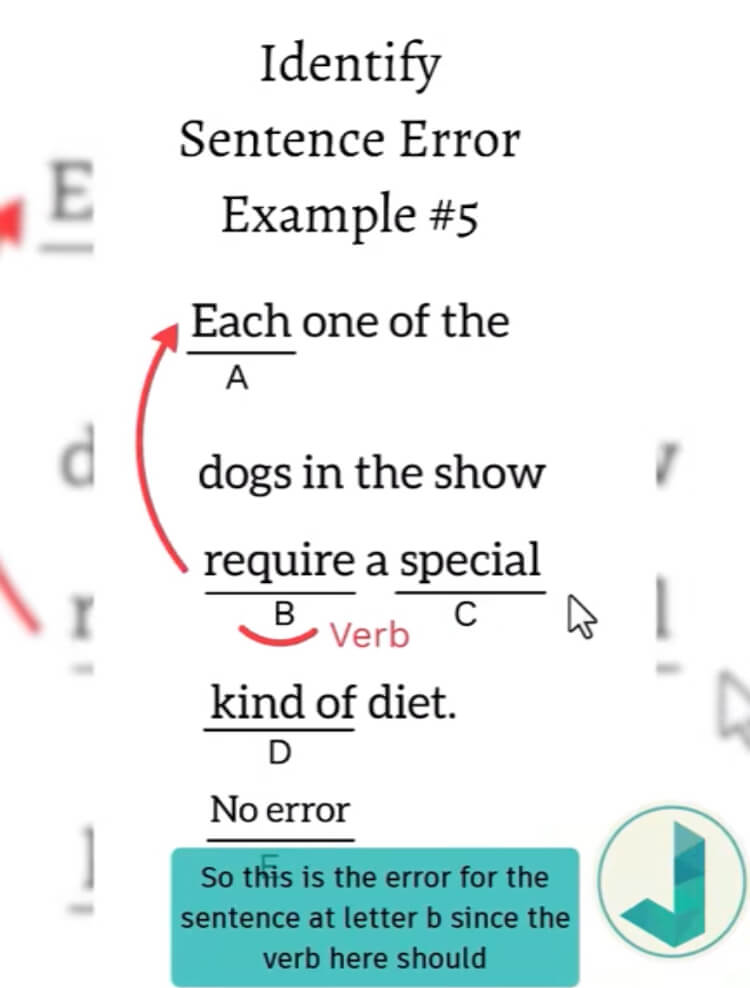 Identify
Sentence Error
Example #5
Each one of the
A
dogs in the show
require a special
B
C
Verb
kind of diet.
D
No error
E
So this is the error for the
sentence at letter b since the
verb here should